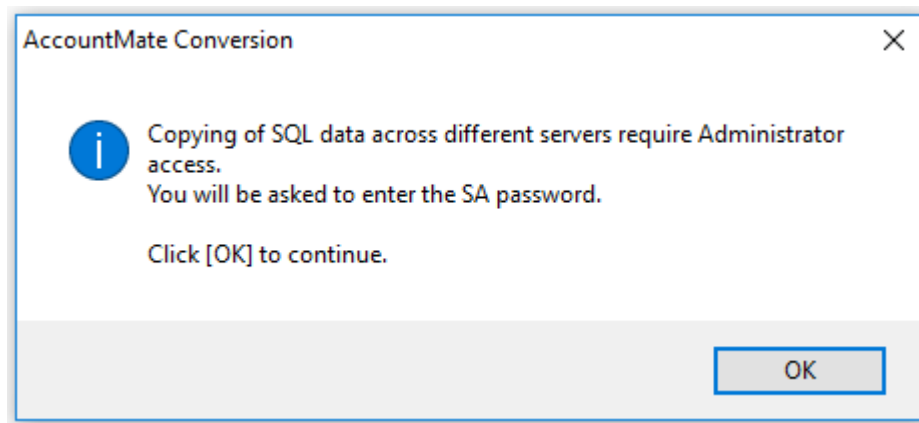 AccountMate Conversion
Copying of SQL data across different servers require Administrator
access.
You will be asked to enter the SA password.
Click [OK] to continue.
OK